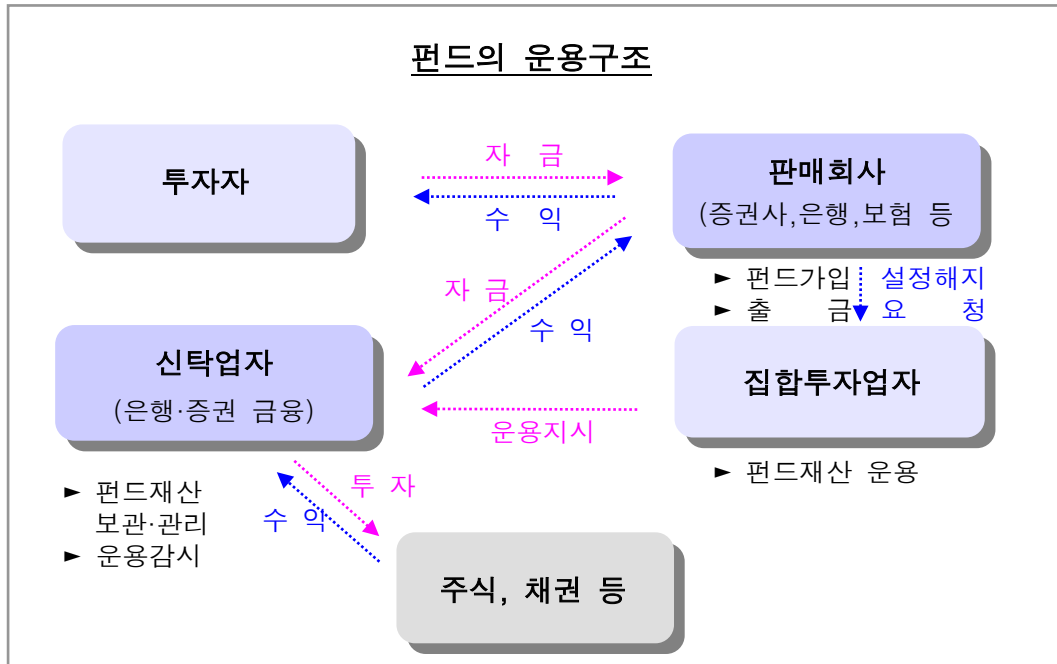 펀드의 운용구조
투자자
자 금
수 익
판매회사
(증권사,은행,보험 등
► 펀드가입
► 출 금
설정해지
요 청
자 금
수 익
신탁업자
(은행·증권 금융)
집합투자업자
운용지시
► 펀드재산
보관·관리
► 운용감시
► 펀드재산 운용
투 자
수 익
주식, 채권 등